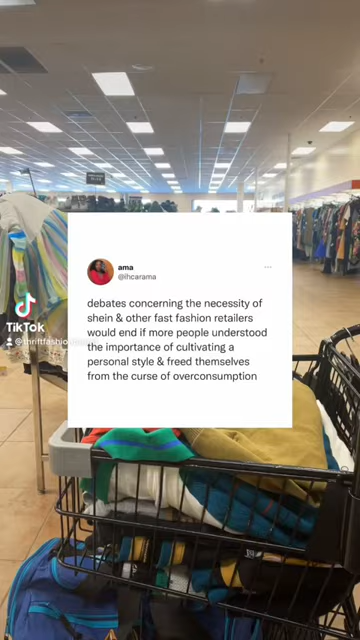 ama
@ihcarama
debates concerning the necessity of
shein & other fast fashion retailers
would end if more people understood
the importance of cultivating a
personal style & freed themselves
from the curse of overconsumption
TikTok